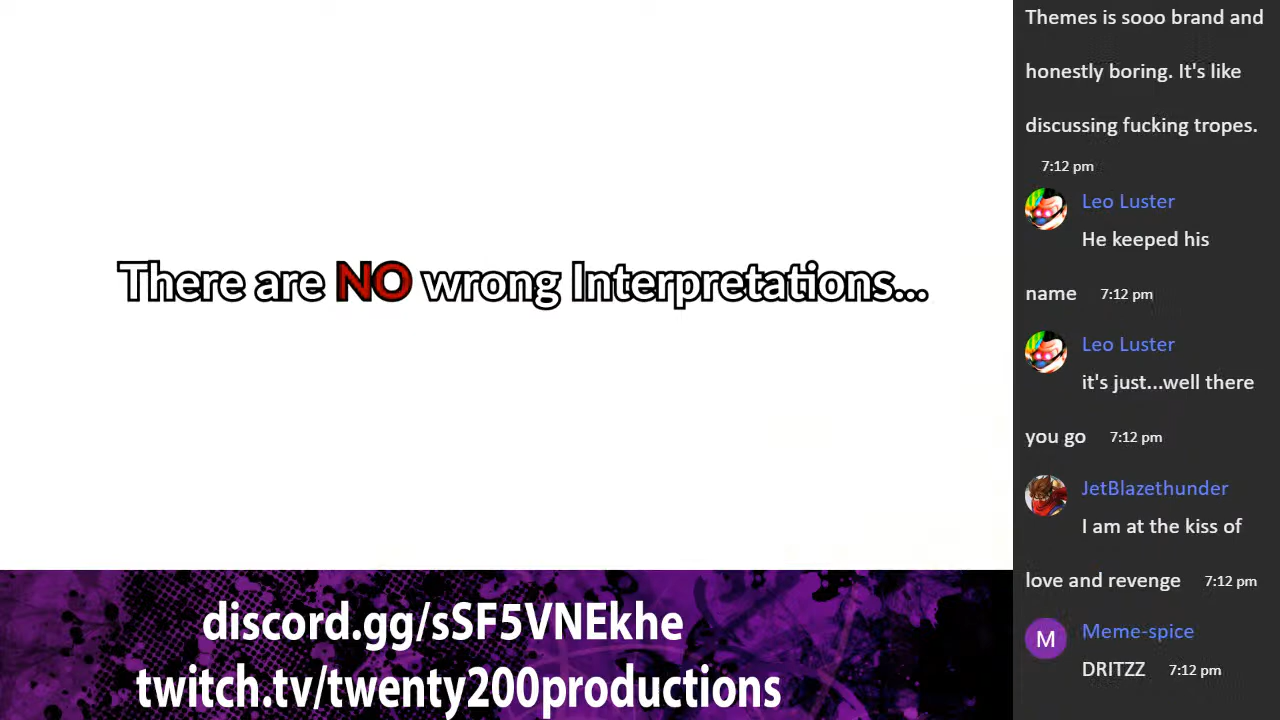 There are NO wrong Interpretations...
discord.gg/sSF5VNEkhe
twitch.tv/twenty200productions
Themes is sooo brand and
honestly boring. It's like
discussing fucking tropes.
7:12 pm
Leo Luster
He keeped his
name 7:12 pm
Leo Luster
it's just...well there
you go 7:12 pm
JetBlazethunder
I am at the kiss of
love and revenge 7:12 pm
M
Meme-spice
DRITZZ 7:12 pm